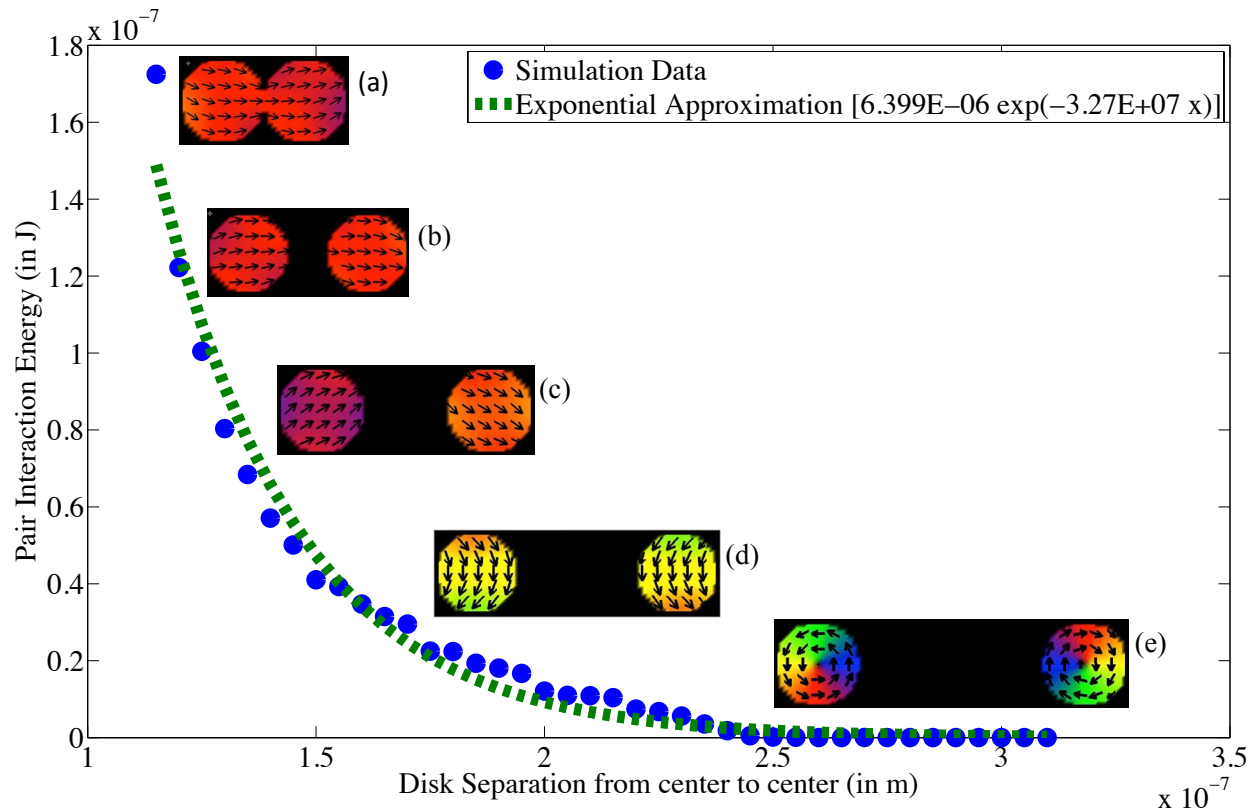 x 10⁻⁷
1.8
1.6
1.4
1.2
1
0.8
0.6
0.4
0.2
0
Pair Interaction Energy (in J)
Simulation Data
Exponential Approximation [6.399E−06 exp(−3.27E+07 x)]
(a)
(b)
(c)
(d)
(e)
1
1.5
2
2.5
3
3.5
Disk Separation from center to center (in m)
x 10⁻⁷